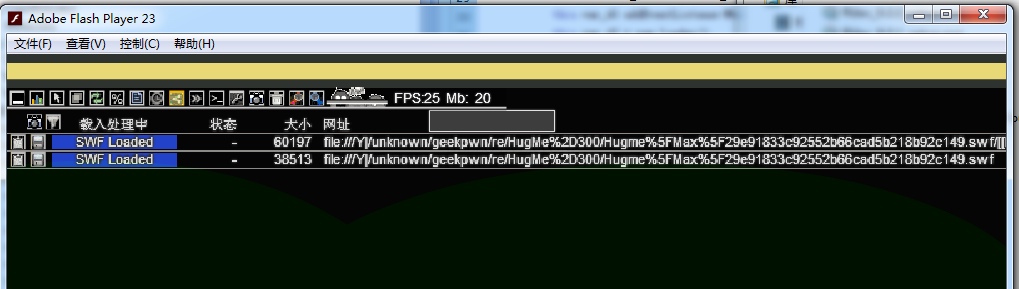 Adobe Flash Player 23
文件(F) 查看(V) 控制(C) 帮助(H)
FPS:25 Mb: 20
载入处理中 状态 大小 网址
SWF Loaded - 60197 file:///Y|/unknown/geekpwn/re/HugMe%2D300/Hugme%5FMax%5F29e91833c92552b66cad5b218b92c149.swf/[[
SWF Loaded - 38513 file:///Y|/unknown/geekpwn/re/HugMe%2D300/Hugme%5FMax%5F29e91833c92552b66cad5b218b92c149.swf